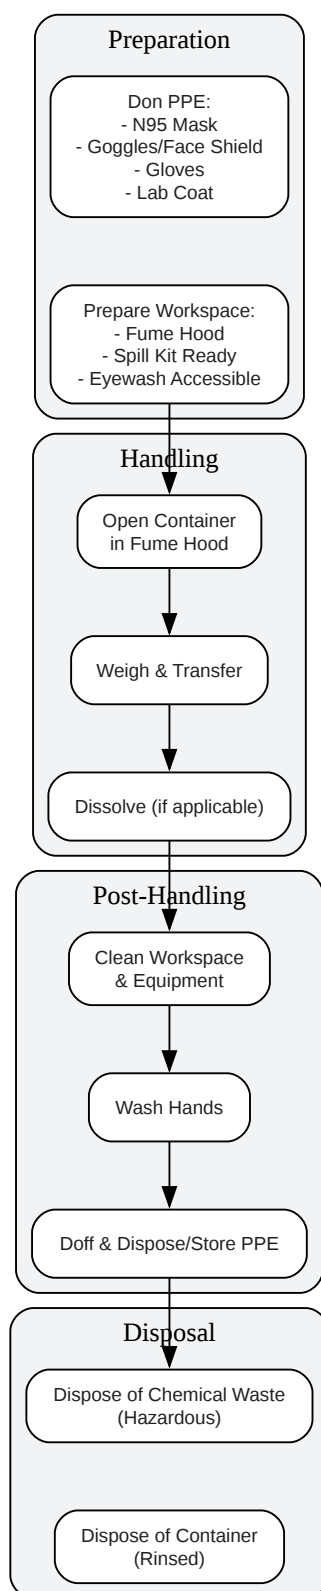 Preparation
Don PPE:
- N95 Mask
- Goggles/Face Shield
- Gloves
- Lab Coat
Prepare Workspace:
- Fume Hood
- Spill Kit Ready
- Eyewash Accessible
Handling
Open Container
in Fume Hood
Weigh & Transfer
Dissolve (if applicable)
Post-Handling
Clean Workspace
& Equipment
Wash Hands
Doff & Dispose/Store PPE
Disposal
Dispose of Chemical Waste
(Hazardous)
Dispose of Container
(Rinsed)